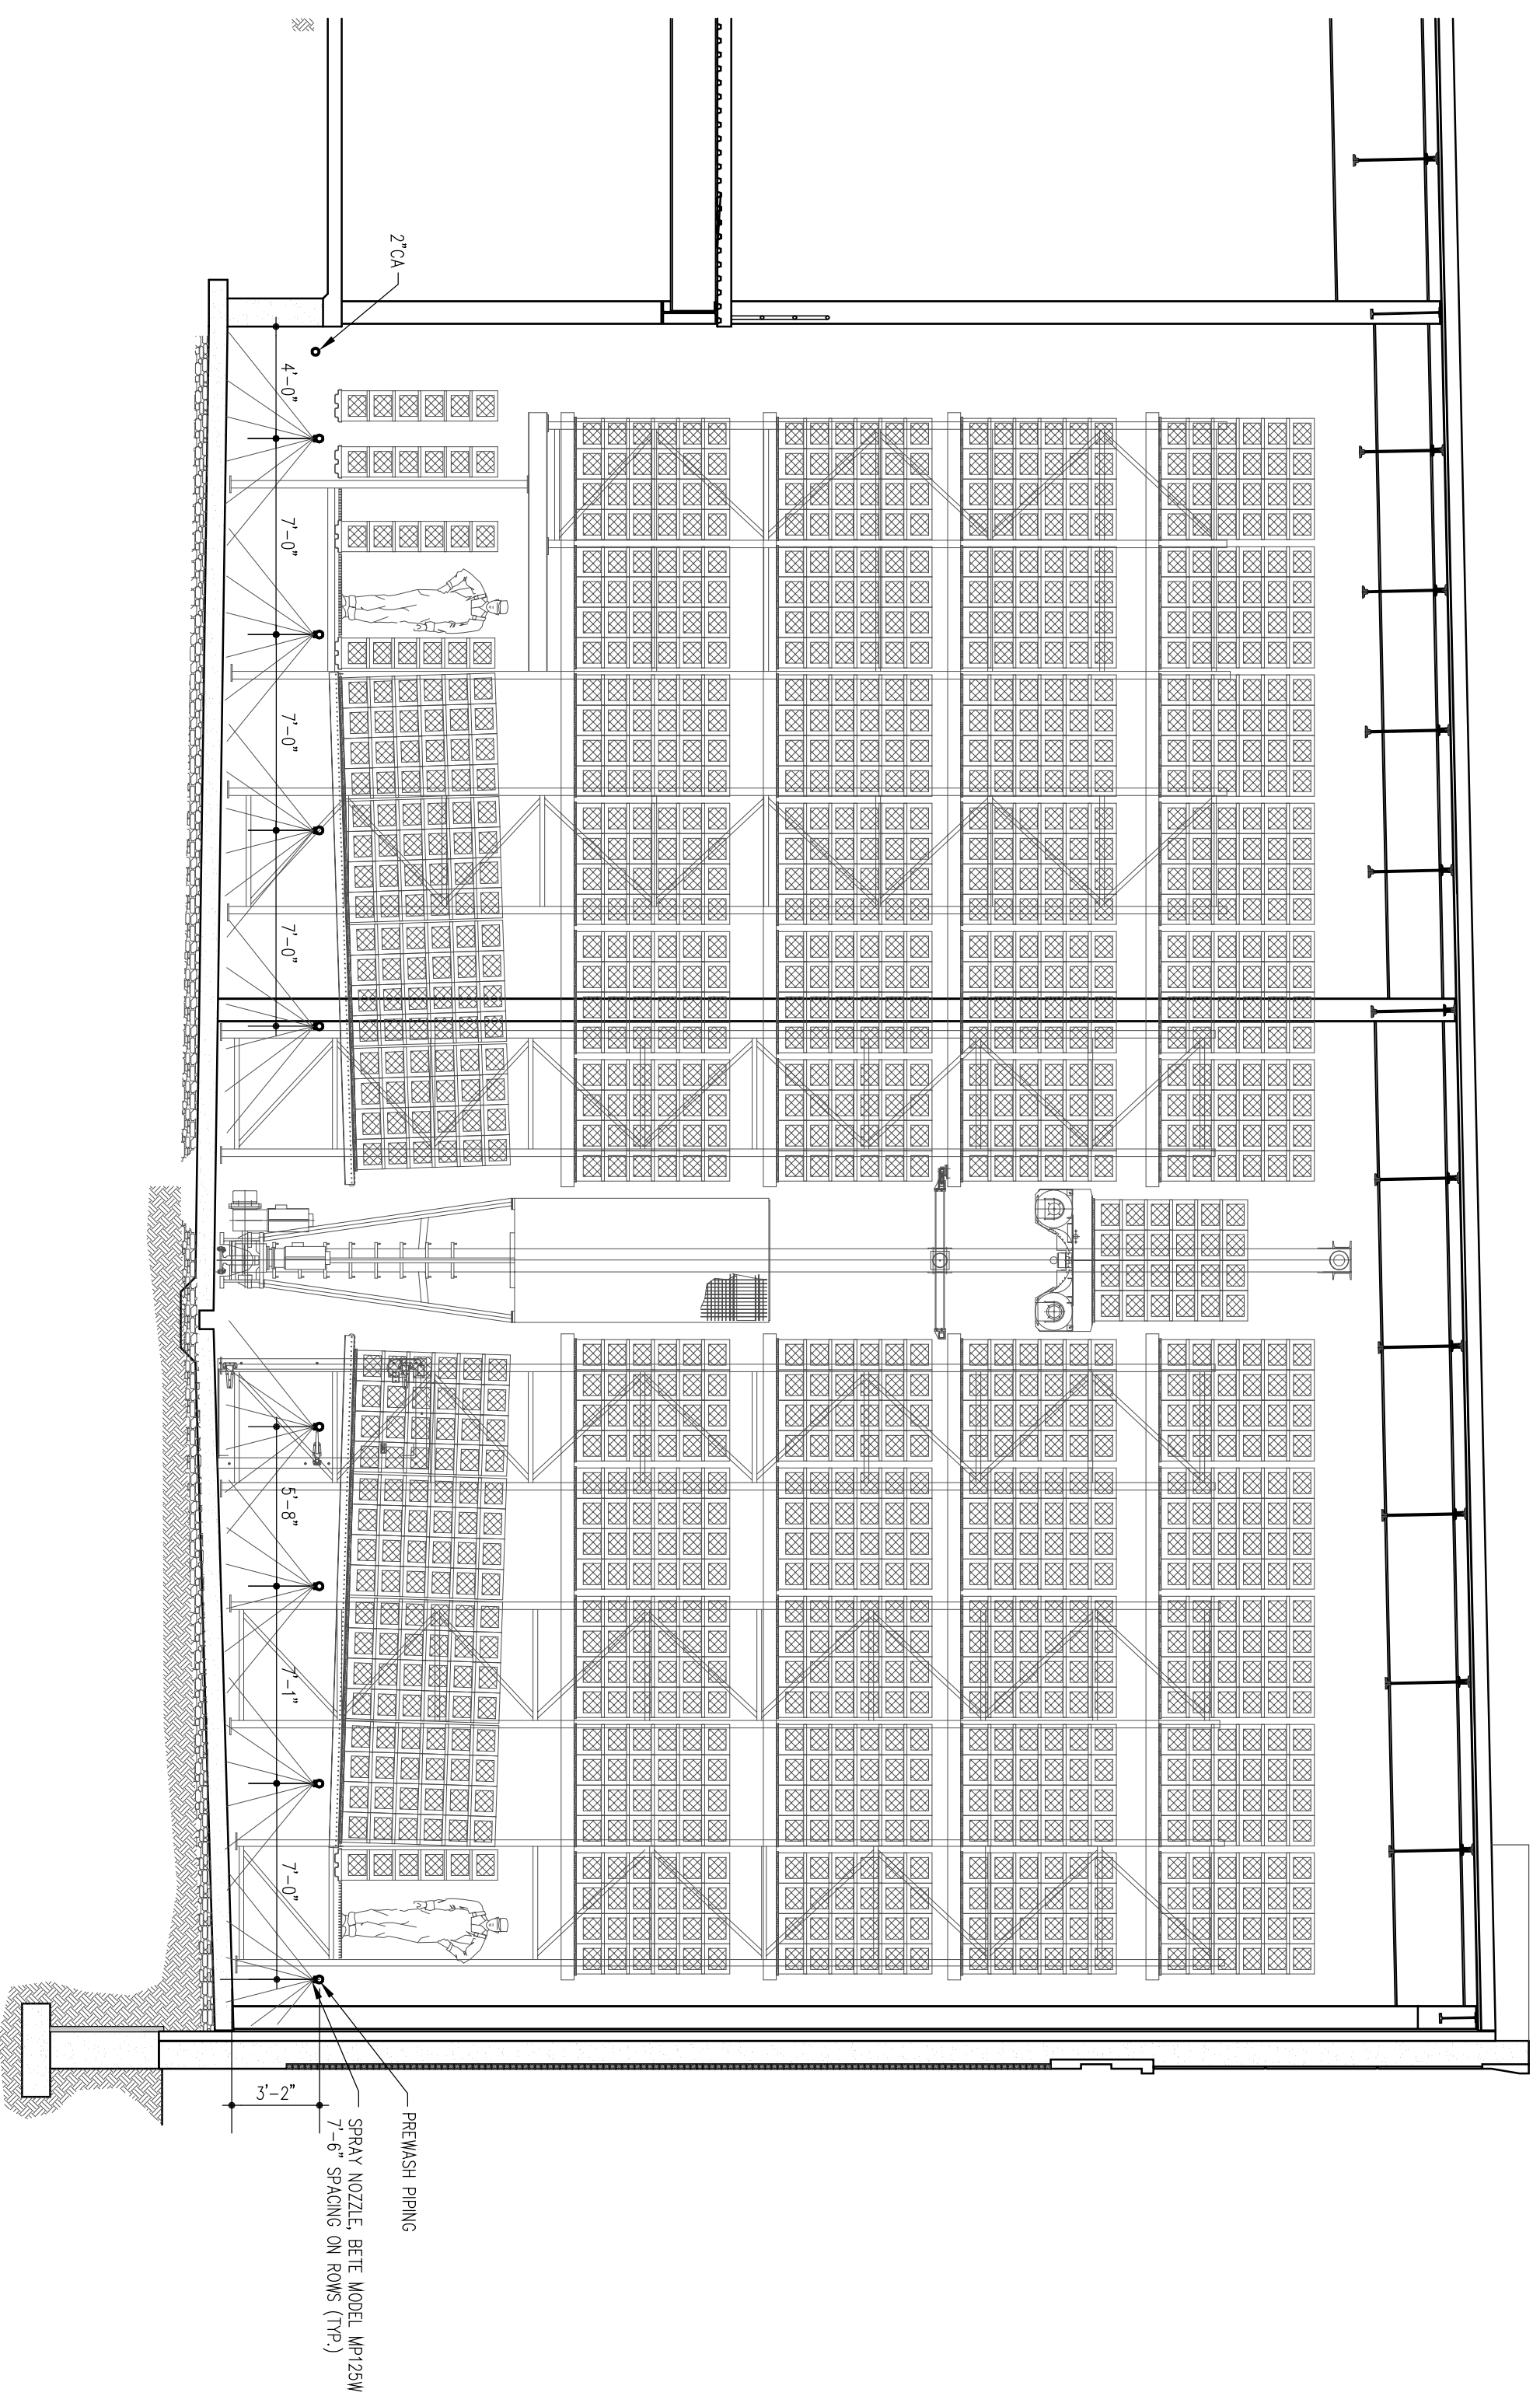 2"CA
4'-0"
7'-0"
7'-0"
7'-0"
5'-8"
7'-1"
7'-0"
3'-2"
PREWASH PIPING
SPRAY NOZZLE, BETE MODEL MP125W
7'-6" SPACING ON ROWS (TYP.)